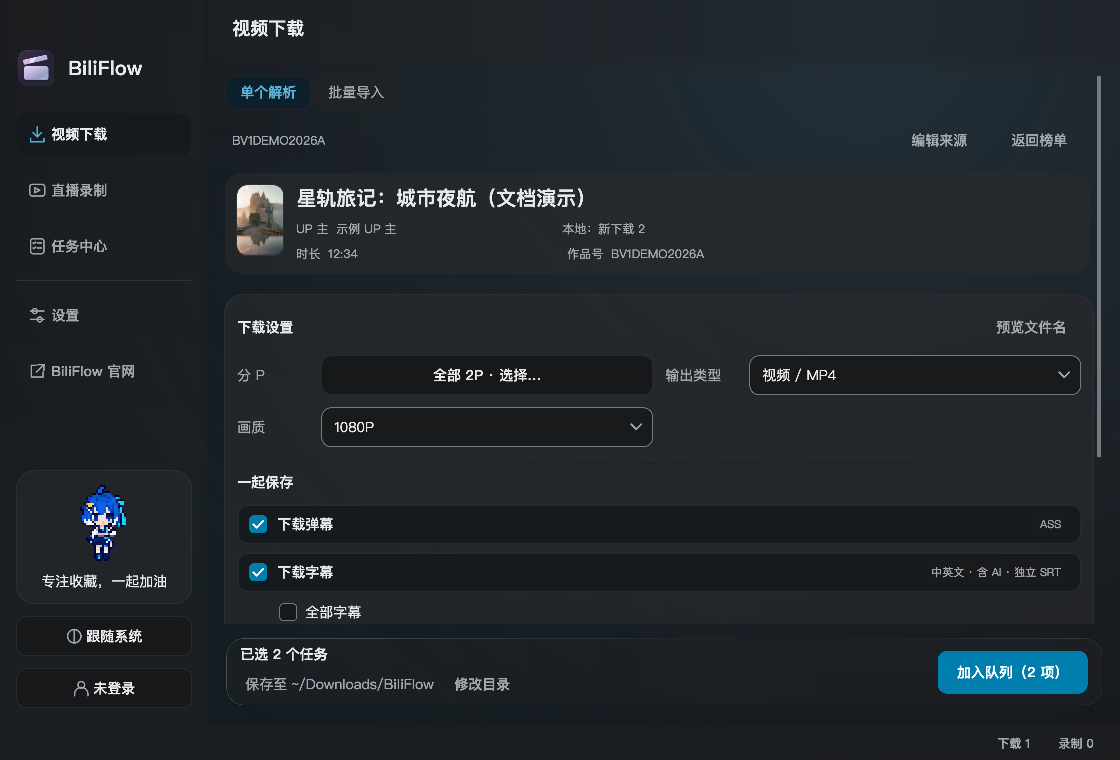 视频下载
BiliFlow
单个解析
批量导入
视频下载
BV1DEMO2026A
编辑来源
返回榜单
直播录制
星轨旅记：城市夜航（文档演示）
UP 主 示例 UP 主
本地：新下载 2
任务中心
时长 12:34
作品号 BV1DEMO2026A
设置
下载设置
预览文件名
BiliFlow 官网
分 P
全部 2P · 选择...
输出类型
视频 / MP4
画质
1080P
一起保存
下载弹幕
ASS
下载字幕
中英文 · 含 AI · 独立 SRT
专注收藏，一起加油
全部字幕
跟随系统
未登录
已选 2 个任务
保存至 ~/Downloads/BiliFlow
修改目录
加入队列（2 项）
下载 1
录制 0